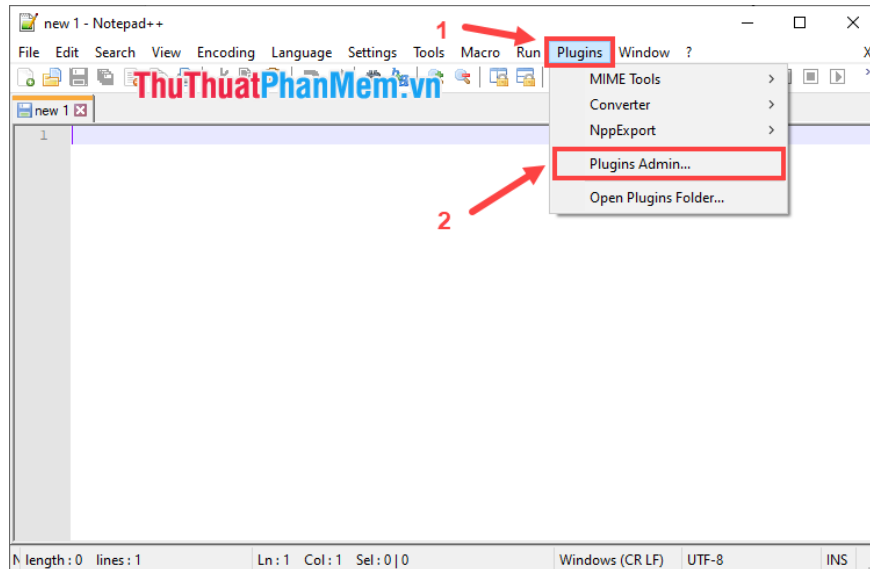 new 1 - Notepad++
1
File Edit Search View Encoding Language Settings Tools Macro Run Plugins Window ? X
ThuThuatPhanMem.vn
MIME Tools
new 1
Converter
1
NppExport
Plugins Admin...
Open Plugins Folder...
2
length : 0 lines : 1 Ln : 1 Col : 1 Sel : 0 | 0 Windows (CR LF) UTF-8 INS